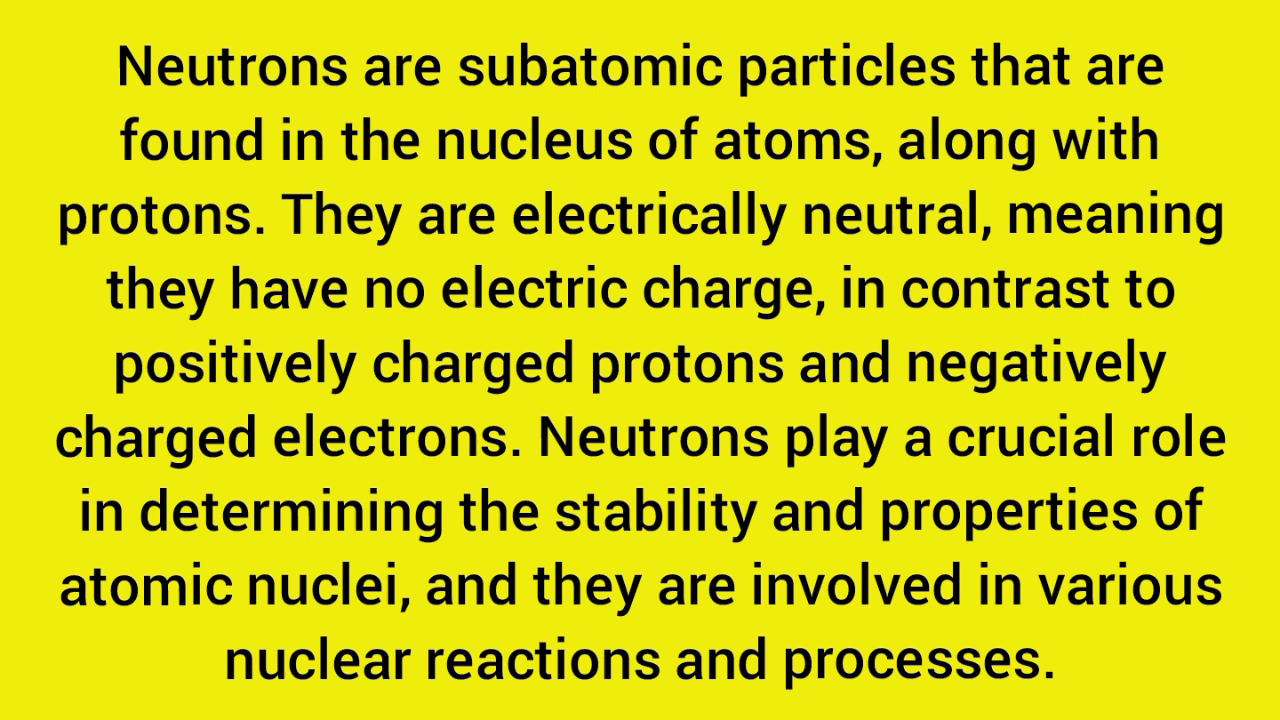 Neutrons are subatomic particles that are
found in the nucleus of atoms, along with
protons. They are electrically neutral, meaning
they have no electric charge, in contrast to
positively charged protons and negatively
charged electrons. Neutrons play a crucial role
in determining the stability and properties of
atomic nuclei, and they are involved in various
nuclear reactions and processes.